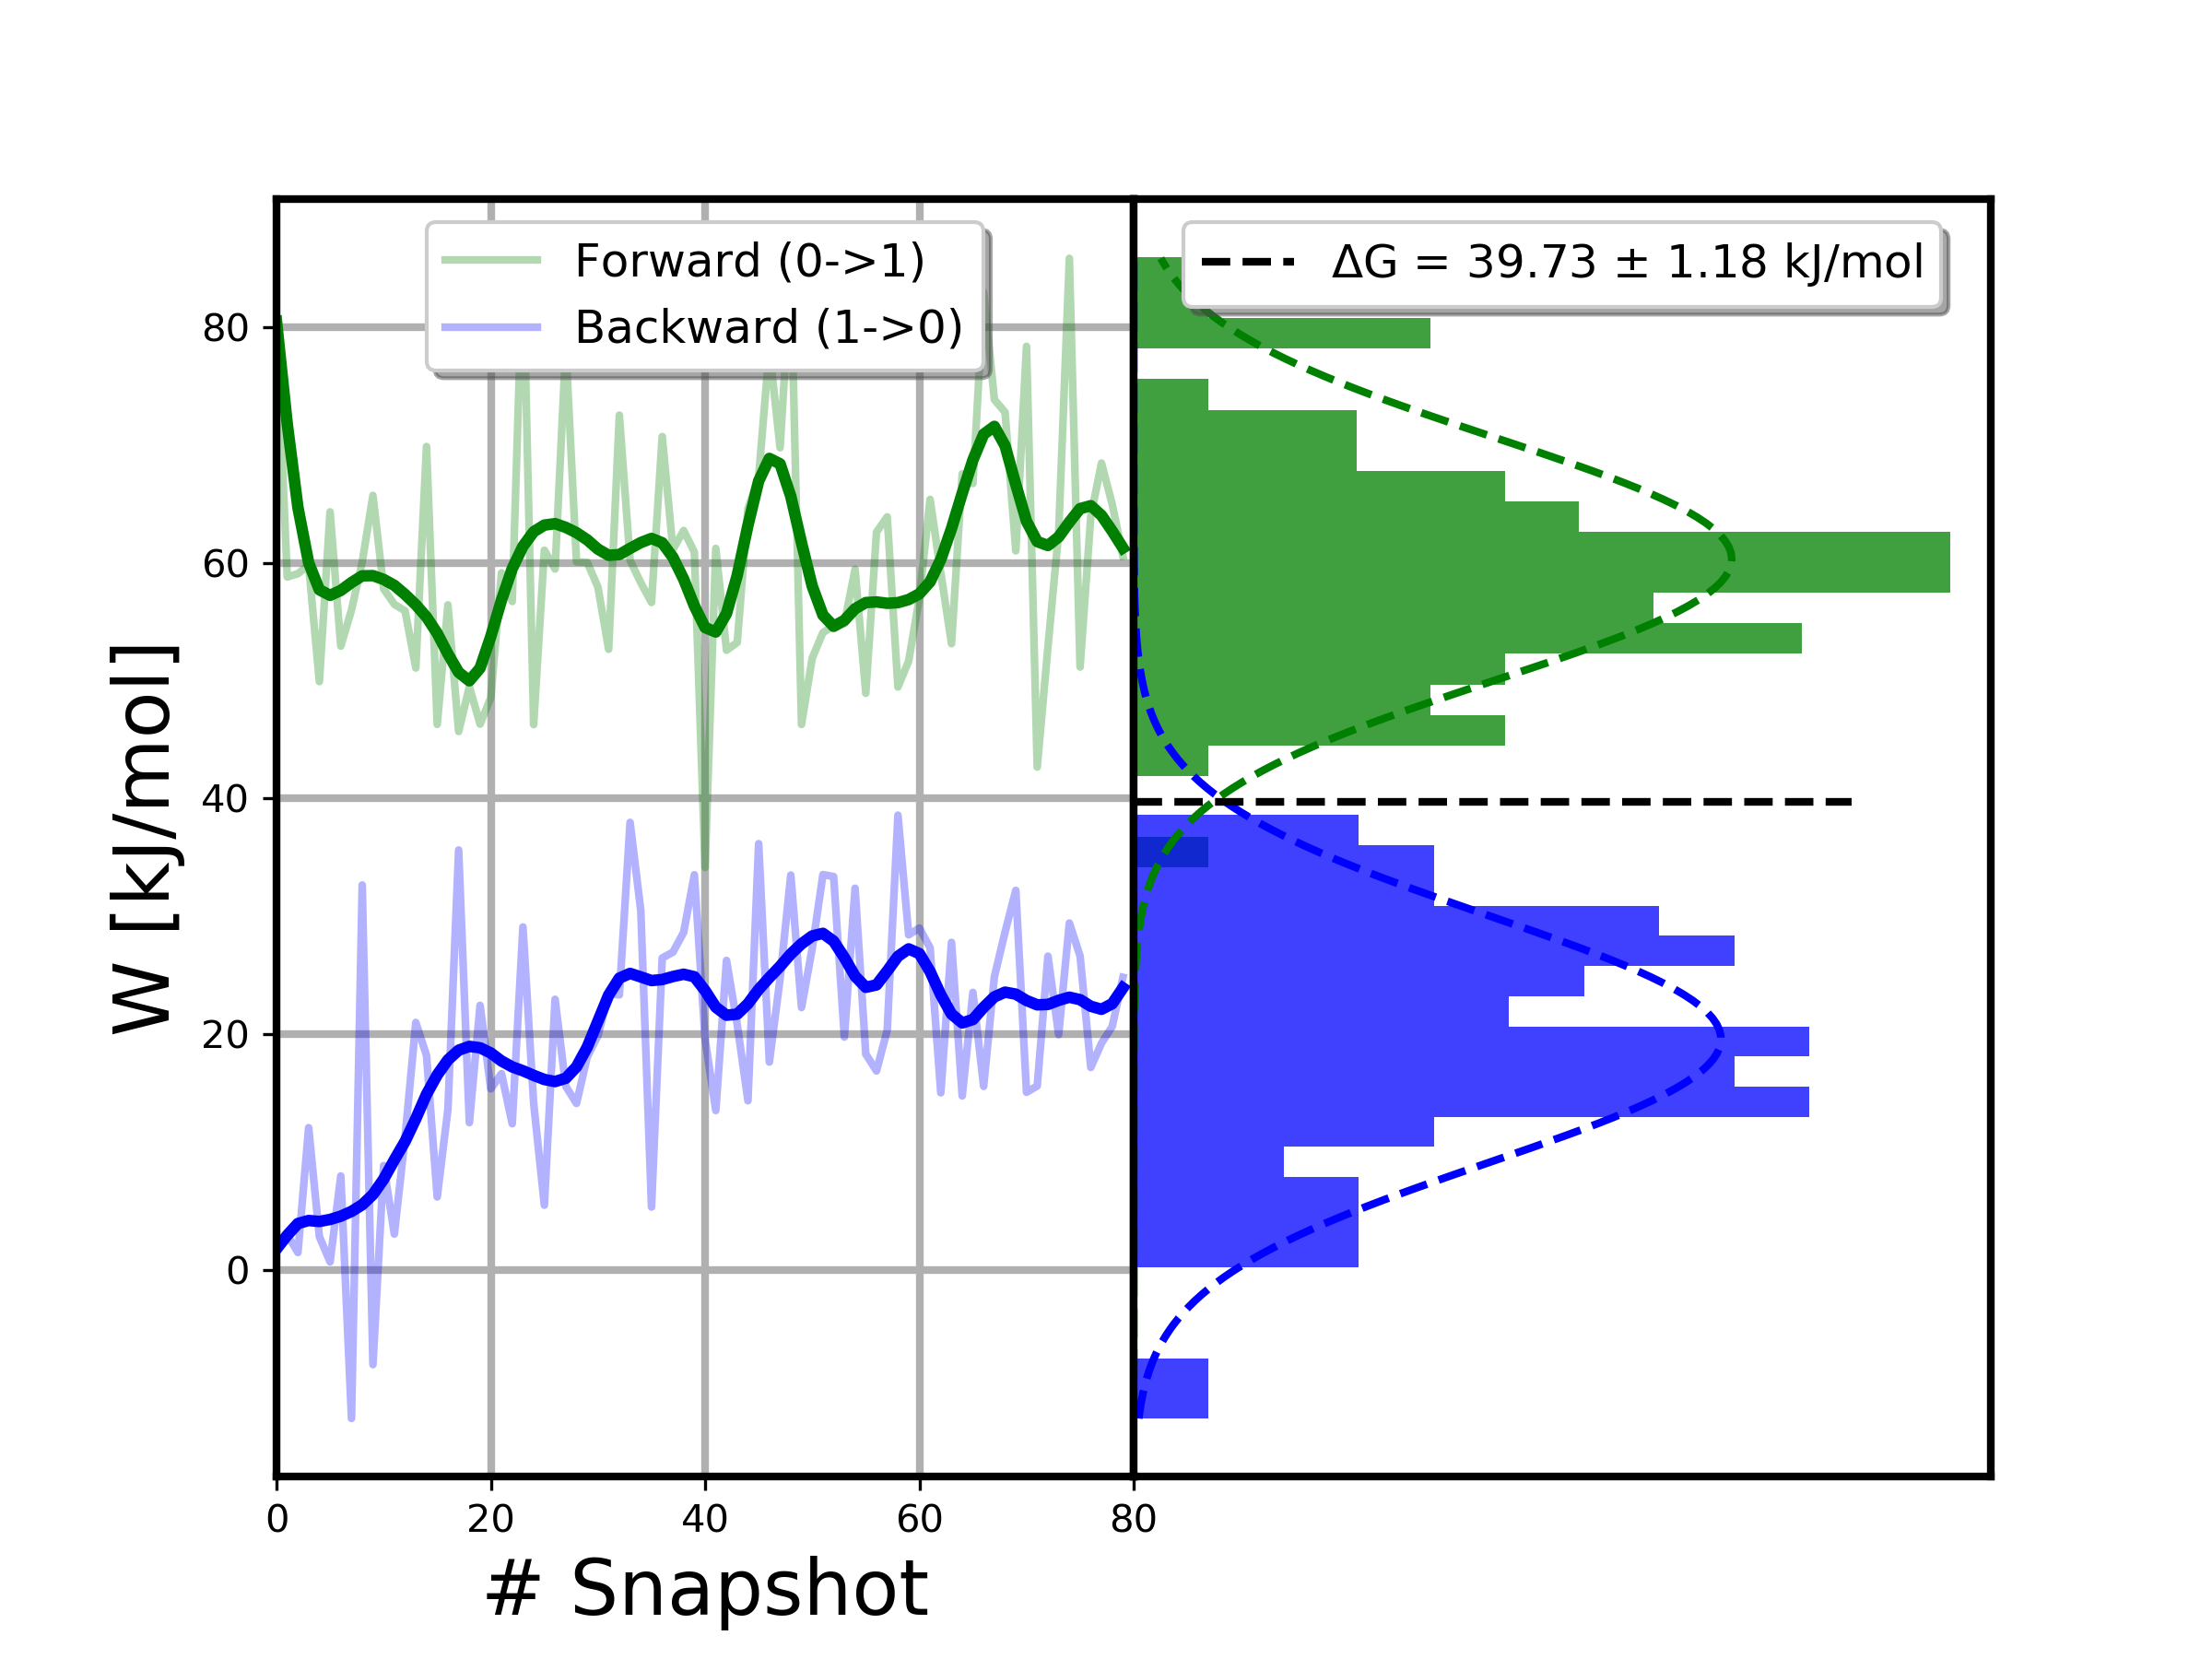 Forward (0->1)
Backward (1->0)
ΔG = 39.73 ± 1.18 kJ/mol
W [kJ/mol]
80
60
40
20
0
0 20 40 60 80
# Snapshot